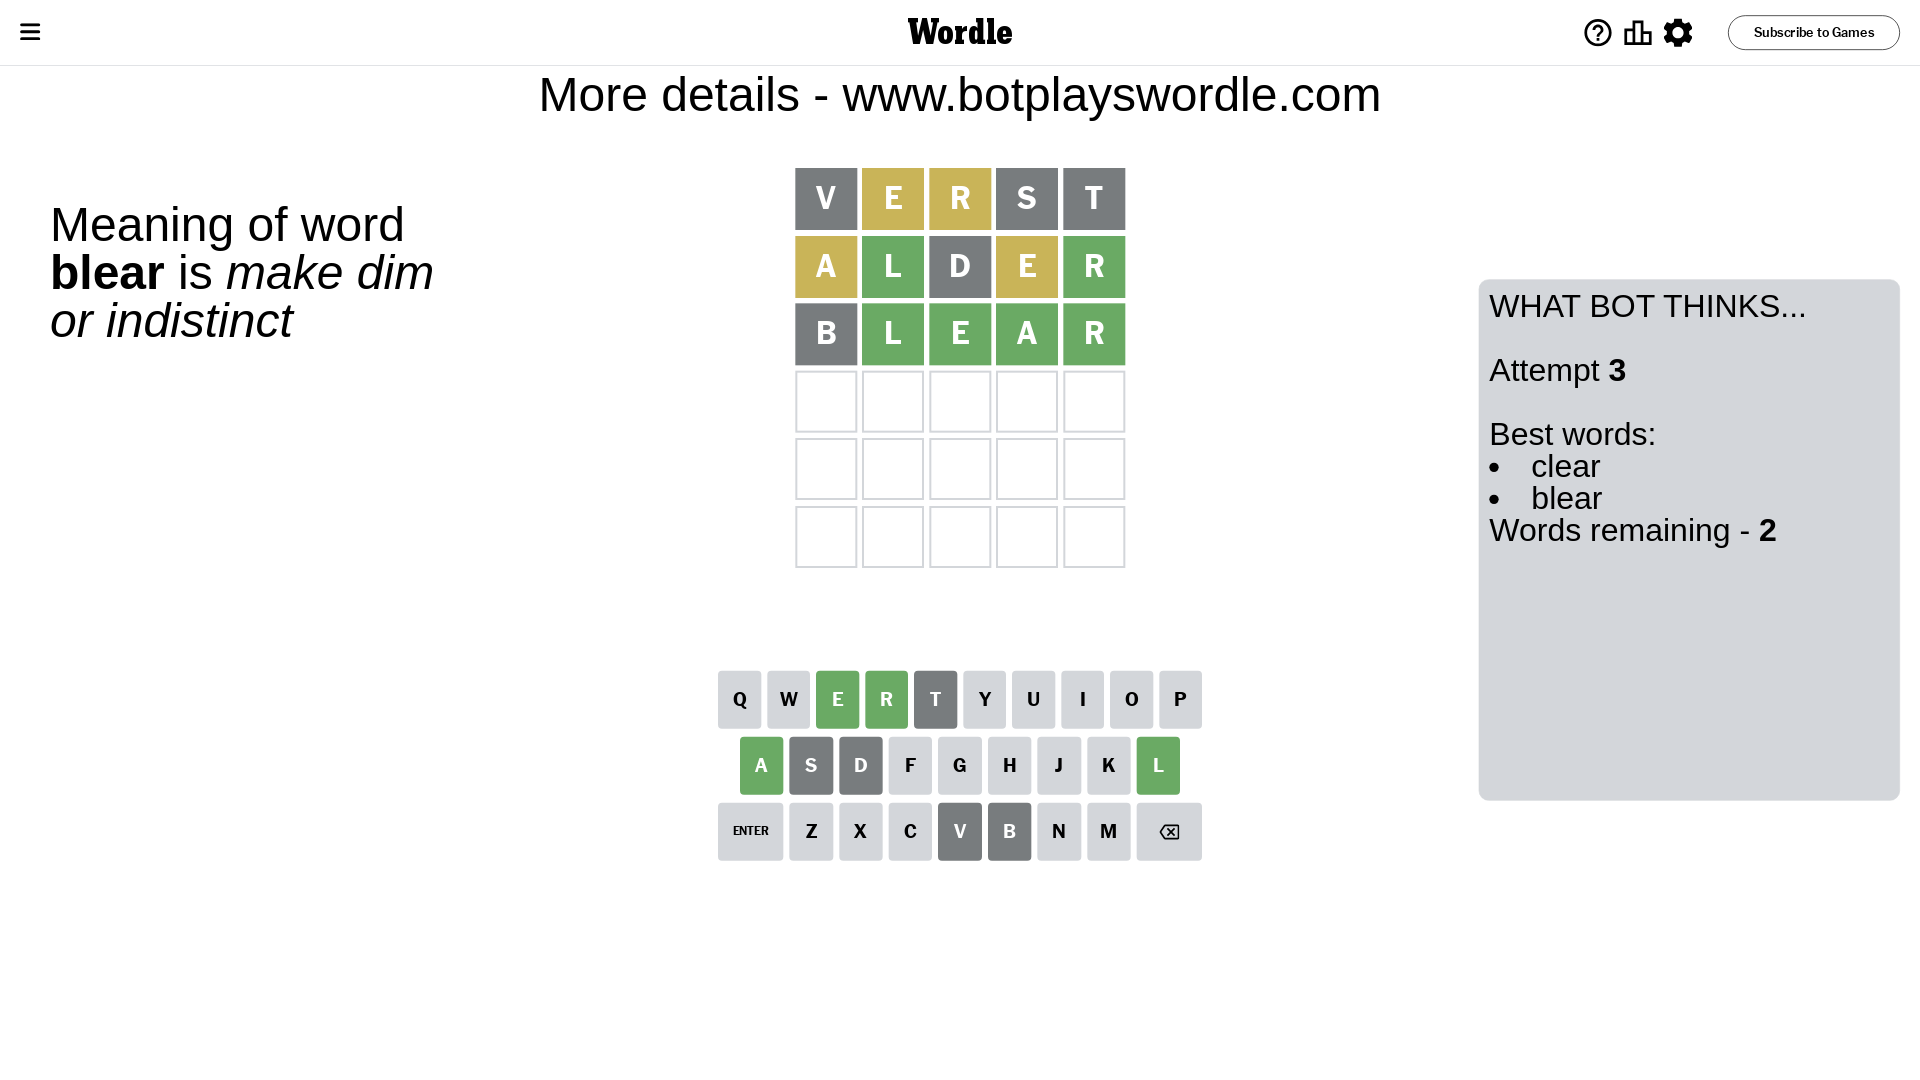 Wordle
Subscribe to Games
More details - www.botplayswordle.com
Meaning of word
blear is make dim
or indistinct
V E R S T
A L D E R
B L E A R
WHAT BOT THINKS...
Attempt 3
Best words:
• clear
• blear
Words remaining - 2
Q W E R T Y U I O P
A S D F G H J K L
ENTER Z X C V B N M